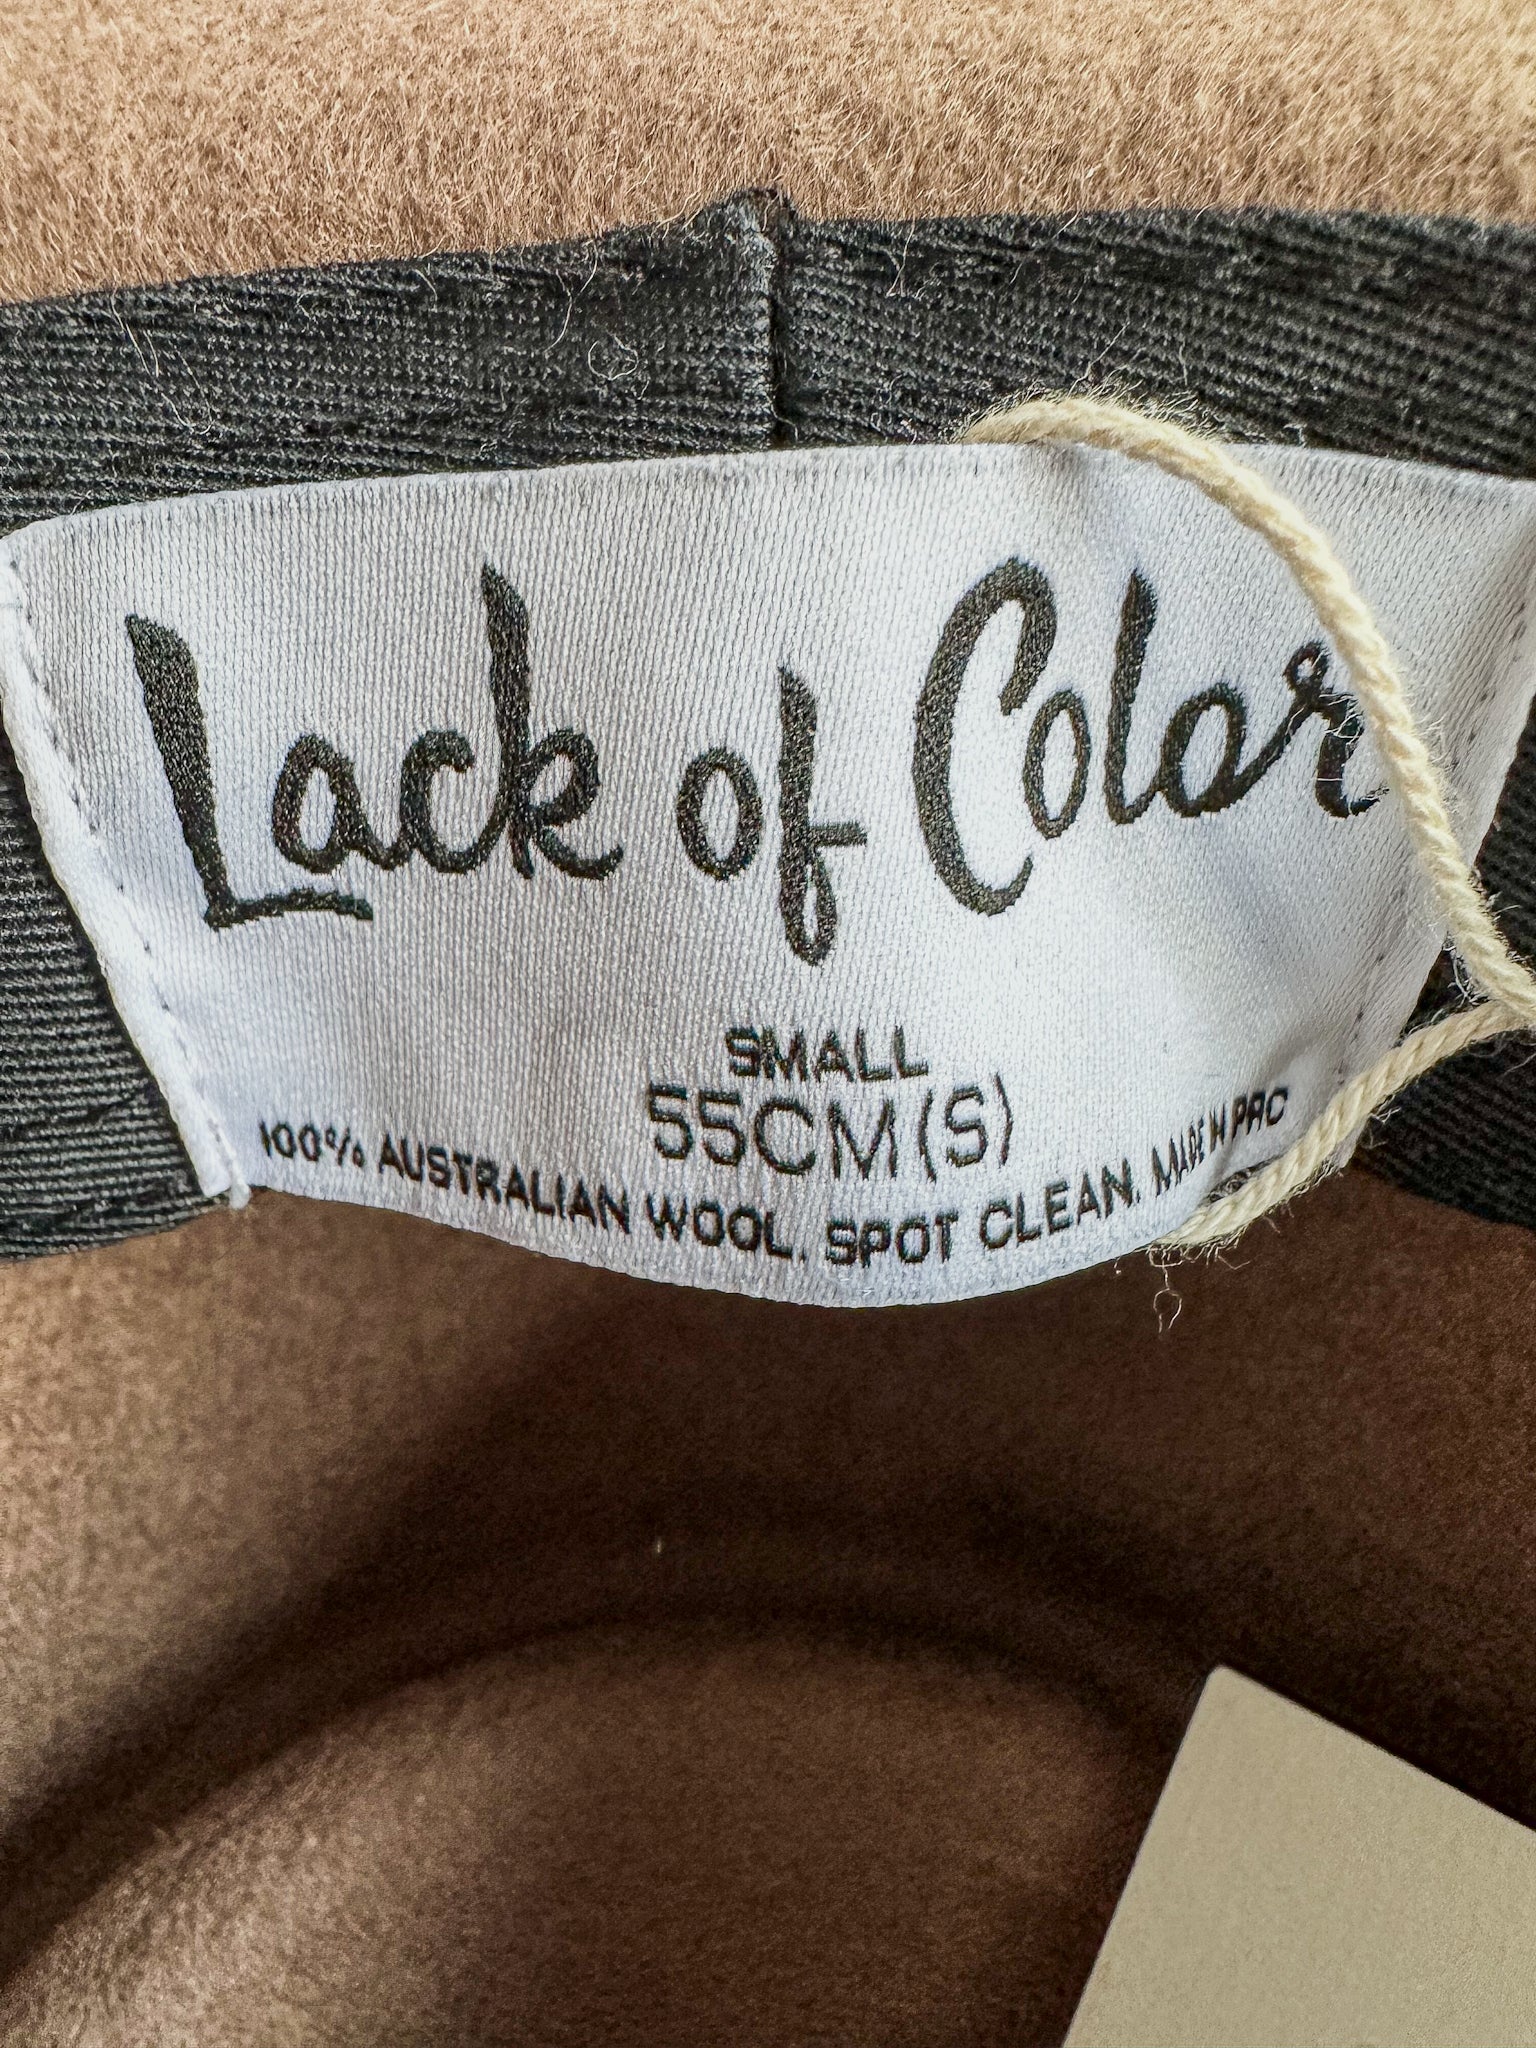 Lack of Color
SMALL
55CM(S)
100% AUSTRALIAN WOOL. SPOT CLEAN. MADE IN PRC